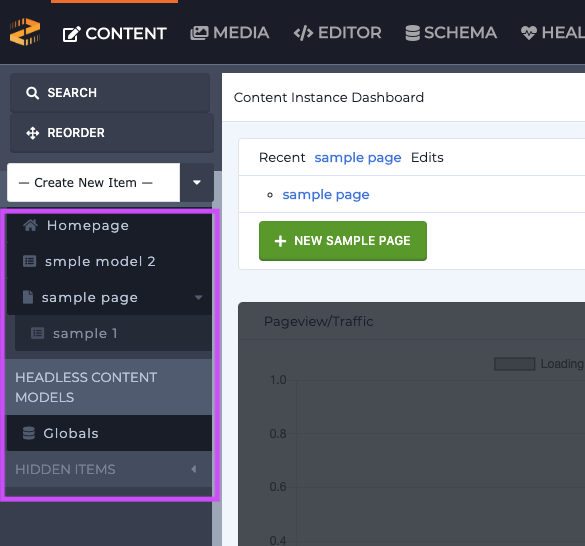 CONTENT MEDIA EDITOR SCHEMA HEAL
SEARCH
REORDER
— Create New Item —
Homepage
smple model 2
sample page
sample 1
HEADLESS CONTENT
MODELS
Globals
HIDDEN ITEMS
Content Instance Dashboard
Recent sample page Edits
sample page
NEW SAMPLE PAGE
Pageview/Traffic
Loading
1.0
0.8
0.6
0.4